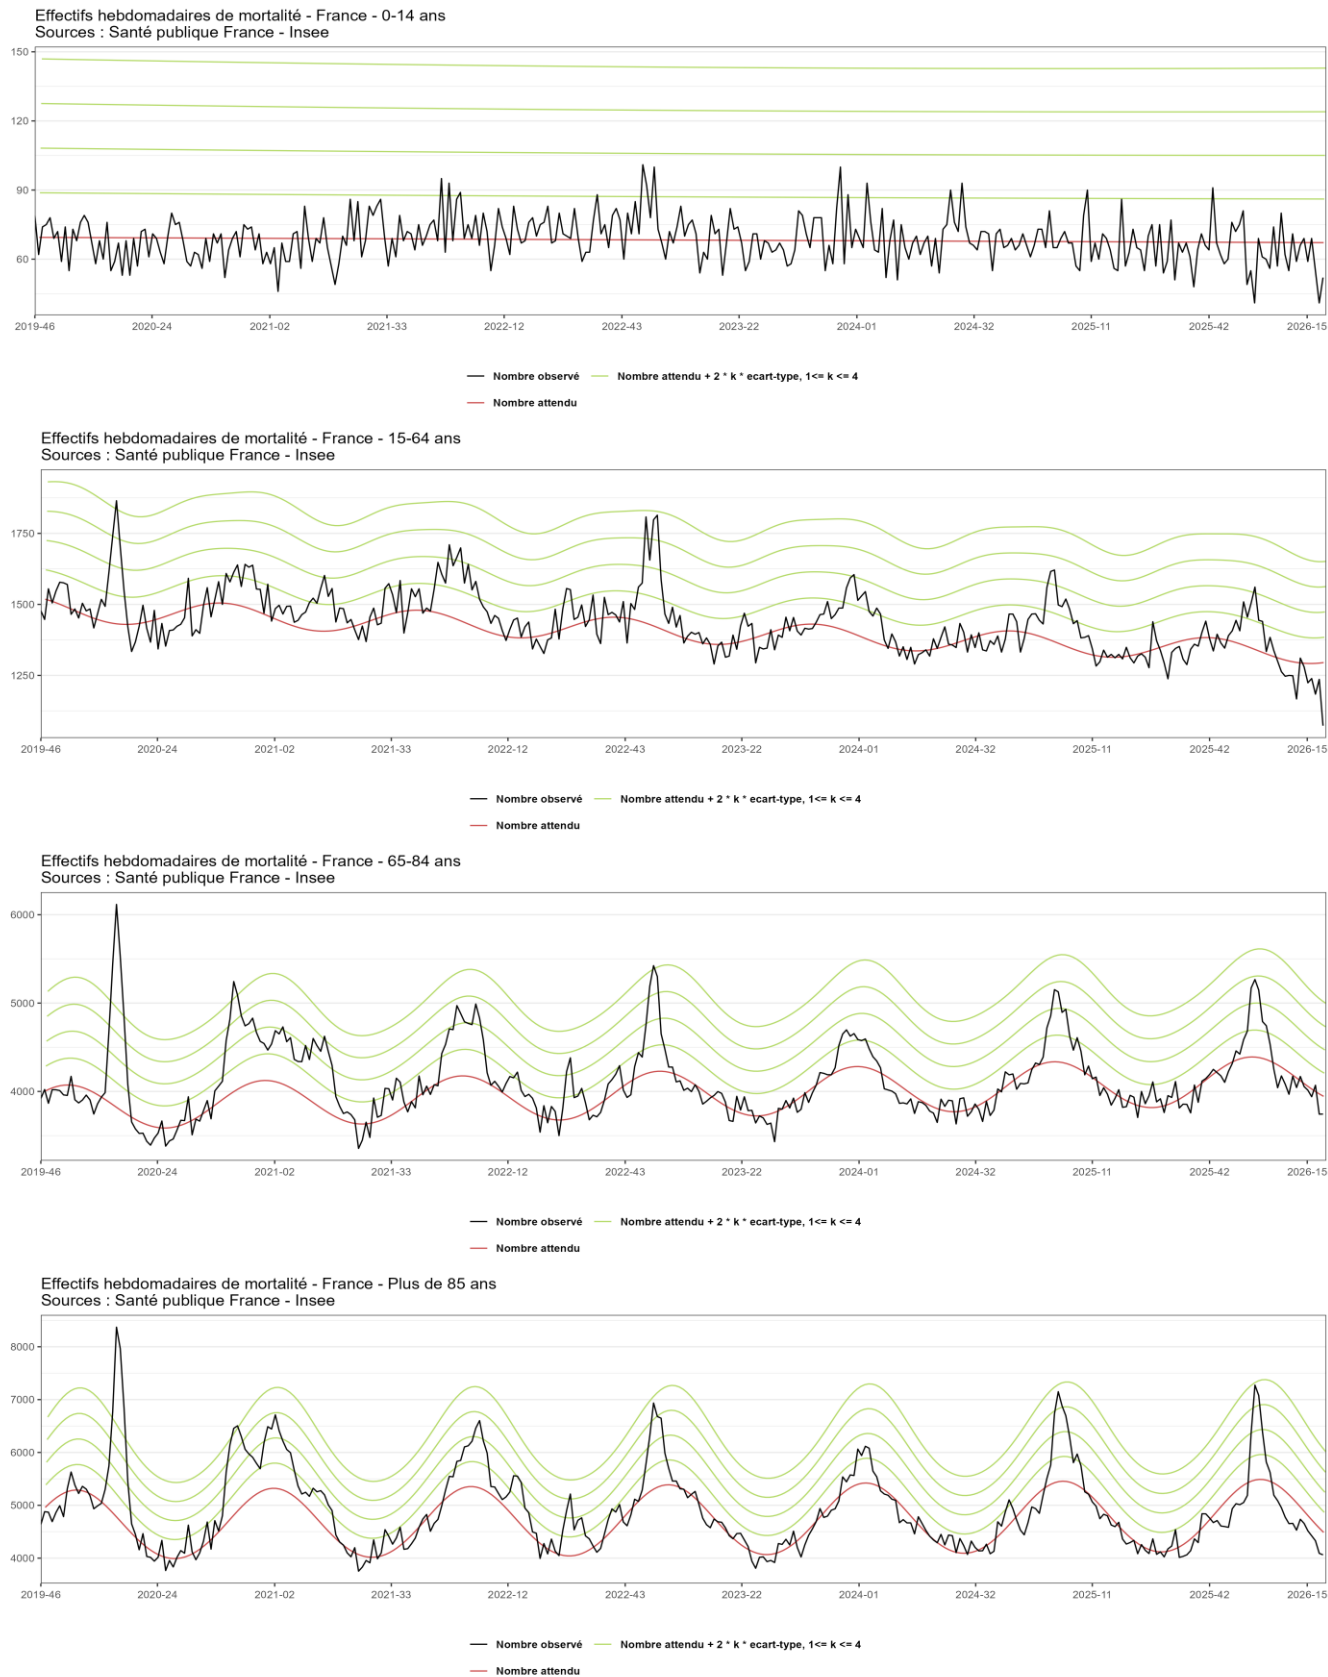 Effectifs hebdomadaires de mortalité - France - 0-14 ans
Sources : Santé publique France - Insee
150
120
90
60
2019-46 2020-24 2021-02 2021-33 2022-12 2022-43 2023-22 2024-01 2024-32 2025-11 2025-42 2026-15
Nombre observé Nombre attendu + 2 * k * ecart-type, 1<= k <= 4
Nombre attendu
Effectifs hebdomadaires de mortalité - France - 15-64 ans
Sources : Santé publique France - Insee
1750
1500
1250
2019-46 2020-24 2021-02 2021-33 2022-12 2022-43 2023-22 2024-01 2024-32 2025-11 2025-42 2026-15
Nombre observé Nombre attendu + 2 * k * ecart-type, 1<= k <= 4
Nombre attendu
Effectifs hebdomadaires de mortalité - France - 65-84 ans
Sources : Santé publique France - Insee
6000
5000
4000
2019-46 2020-24 2021-02 2021-33 2022-12 2022-43 2023-22 2024-01 2024-32 2025-11 2025-42 2026-15
Nombre observé Nombre attendu + 2 * k * ecart-type, 1<= k <= 4
Nombre attendu
Effectifs hebdomadaires de mortalité - France - Plus de 85 ans
Sources : Santé publique France - Insee
8000
7000
6000
5000
4000
2019-46 2020-24 2021-02 2021-33 2022-12 2022-43 2023-22 2024-01 2024-32 2025-11 2025-42 2026-15
Nombre observé Nombre attendu + 2 * k * ecart-type, 1<= k <= 4
Nombre attendu